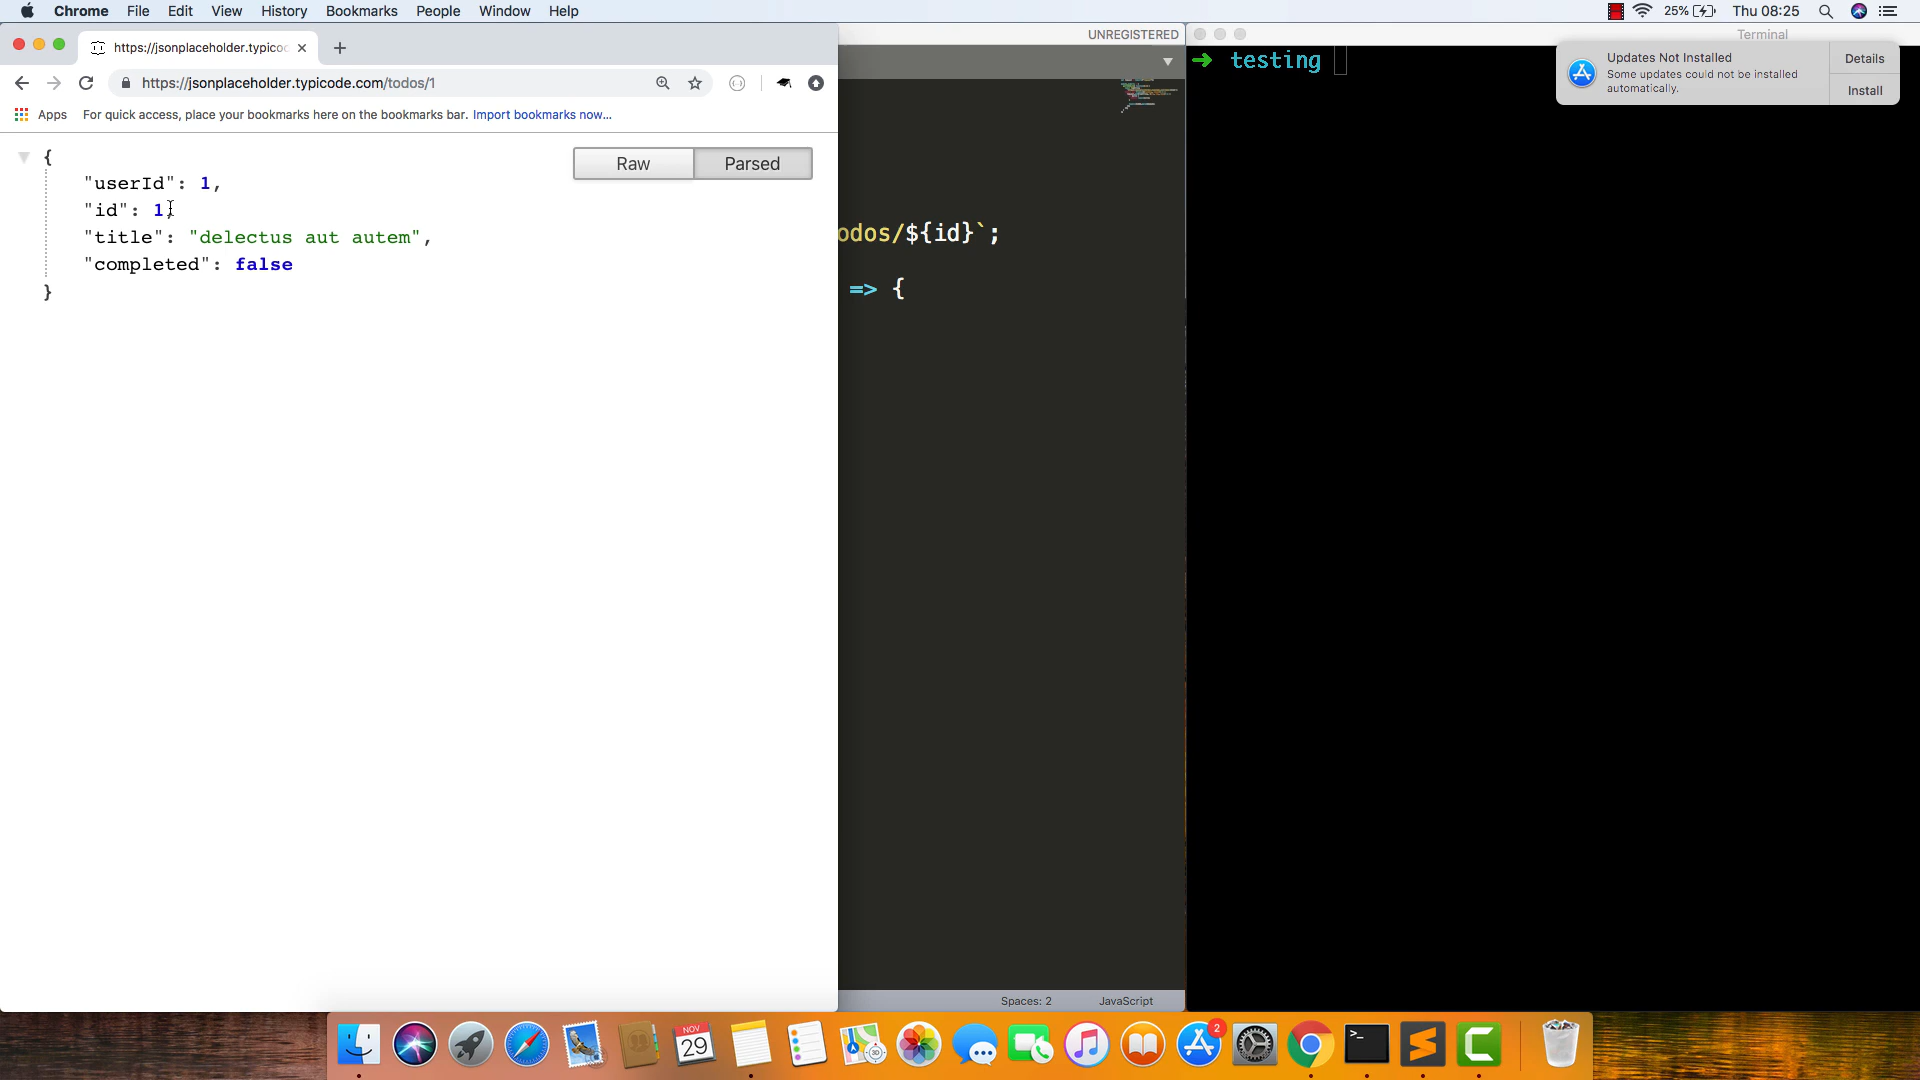 Chrome File Edit View History Bookmarks People Window Help
25% Thu 08:25
https://jsonplaceholder.typico
https://jsonplaceholder.typicode.com/todos/1
Apps For quick access, place your bookmarks here on the bookmarks bar. Import bookmarks now...
Raw Parsed
{
"userId": 1,
"id": 1,
"title": "delectus aut autem",
"completed": false
}
UNREGISTERED
odos/${id}`;
=> {
Spaces: 2 JavaScript
Terminal
➜ testing
Updates Not Installed
Some updates could not be installed
automatically.
Details
Install
NOV
29
3D
2
>_